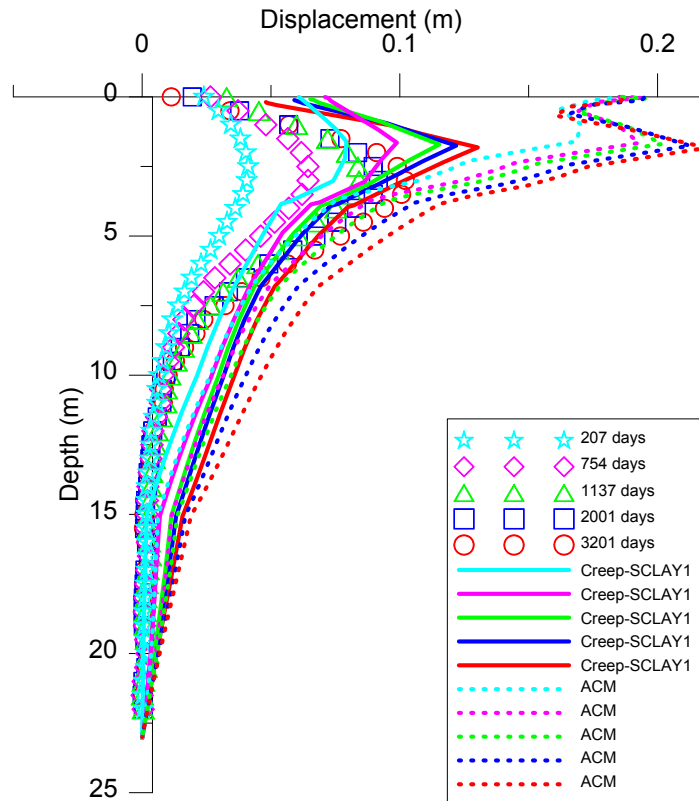 Displacement (m)
0 0.1 0.2
0
5
10
15
20
25
Depth (m)
207 days
754 days
1137 days
2001 days
3201 days
Creep-SCLAY1
Creep-SCLAY1
Creep-SCLAY1
Creep-SCLAY1
Creep-SCLAY1
ACM
ACM
ACM
ACM
ACM